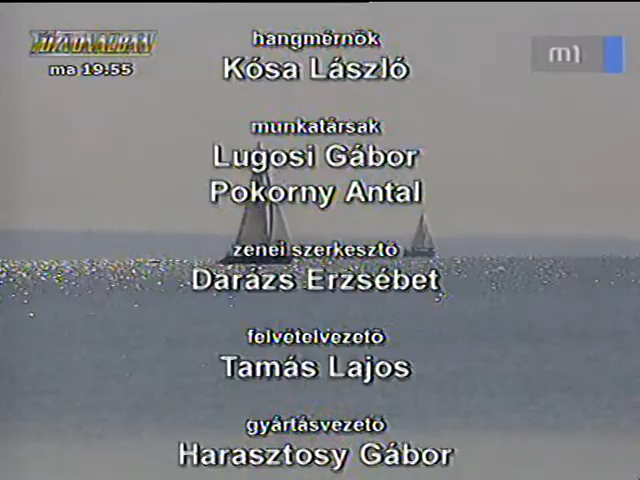 TŰZVONALBAN
ma 19.55
m1
hangmérnök
Kósa László
munkatársak
Lugosi Gábor
Pokorny Antal
zenei szerkesztő
Darázs Erzsébet
felvételvezető
Tamás Lajos
gyártásvezető
Harasztosy Gábor